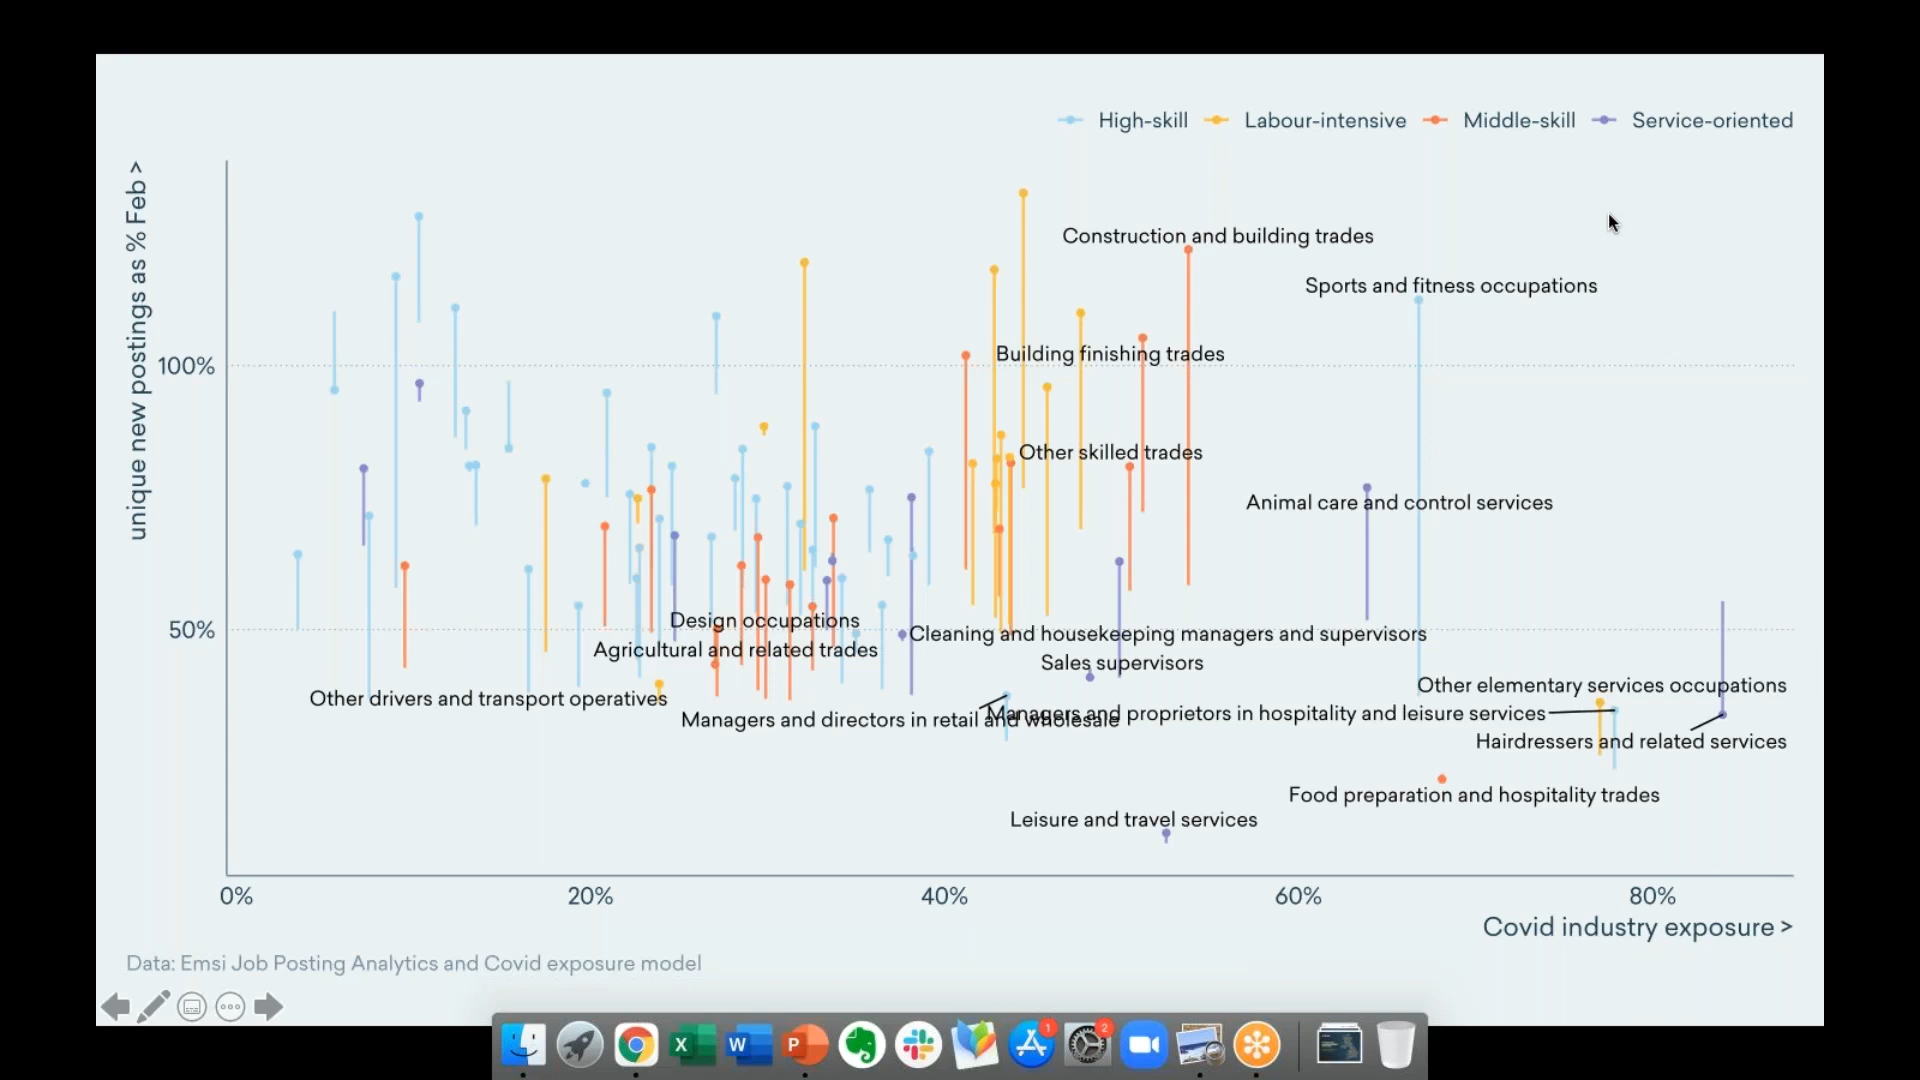 High-skill Labour-intensive Middle-skill Service-oriented
unique new postings as % Feb >
Construction and building trades
Sports and fitness occupations
100%
Building finishing trades
Other skilled trades
Animal care and control services
50%
Design occupations
Cleaning and housekeeping managers and supervisors
Agricultural and related trades
Sales supervisors
Other elementary services occupations
Other drivers and transport operatives
Managers and proprietors in hospitality and leisure services
Managers and directors in retail and wholesale
Hairdressers and related services
Food preparation and hospitality trades
Leisure and travel services
0% 20% 40% 60% 80%
Covid industry exposure >
Data: Emsi Job Posting Analytics and Covid exposure model
X W P 1 2